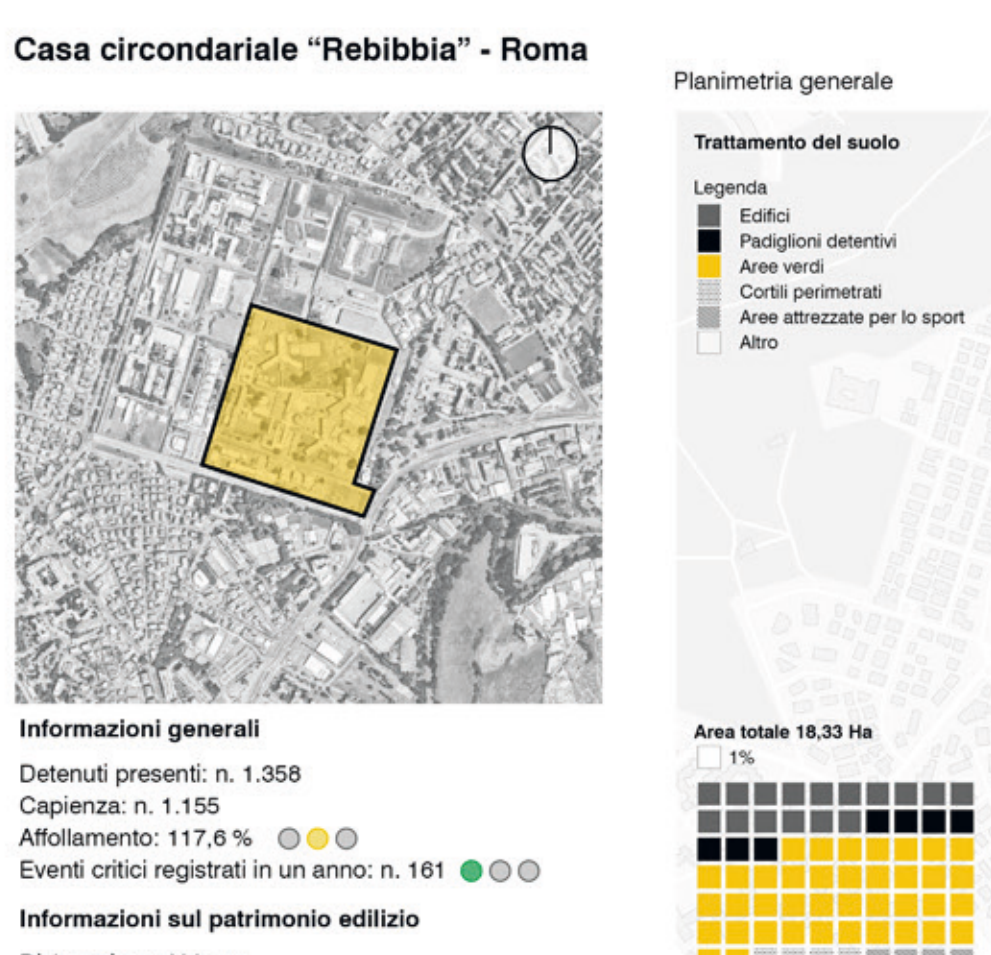 Casa circondariale “Rebibbia” - Roma
Planimetria generale
Trattamento del suolo
Legenda
Edifici
Padiglioni detentivi
Aree verdi
Cortili perimetrati
Aree attrezzate per lo sport
Altro
Informazioni generali
Detenuti presenti: n. 1.358
Capienza: n. 1.155
Affollamento: 117,6 %
Eventi critici registrati in un anno: n. 161
Informazioni sul patrimonio edilizio
Area totale 18,33 Ha
1%